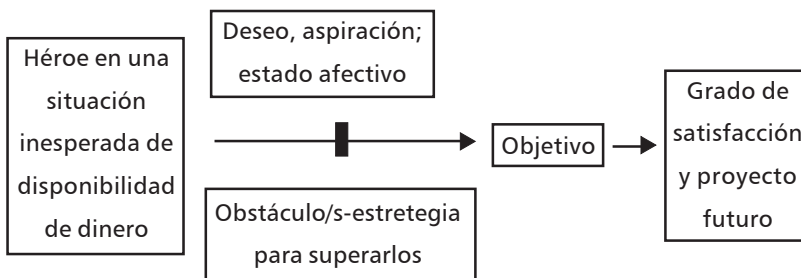 Héroe en una
situación
inesperada de
disponibilidad
de dinero
Deseo, aspiración;
estado afectivo
Obstáculo/s-estretegia
para superarlos
Objetivo
Grado de
satisfacción
y proyecto
futuro